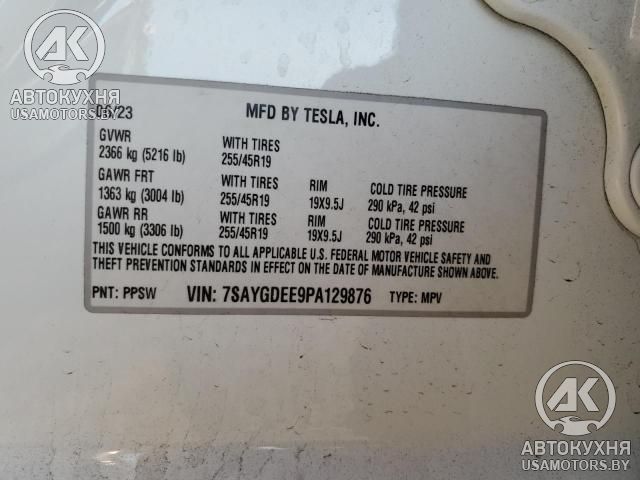 AK
АВТОКУХНЯ
USAMOTORS.BY
06/23 MFD BY TESLA, INC.
GVWR WITH TIRES
2366 kg (5216 lb) 255/45R19
GAWR FRT WITH TIRES RIM COLD TIRE PRESSURE
1363 kg (3004 lb) 255/45R19 19X9.5J 290 kPa, 42 psi
GAWR RR WITH TIRES RIM COLD TIRE PRESSURE
1500 kg (3306 lb) 255/45R19 19X9.5J 290 kPa, 42 psi
THIS VEHICLE CONFORMS TO ALL APPLICABLE U.S. FEDERAL MOTOR VEHICLE SAFETY AND
THEFT PREVENTION STANDARDS IN EFFECT ON THE DATE OF MANUFACTURE SHOWN ABOVE.
PNT: PPSW VIN: 7SAYGDEE9PA129876 TYPE: MPV
AK
АВТОКУХНЯ
USAMOTORS.BY